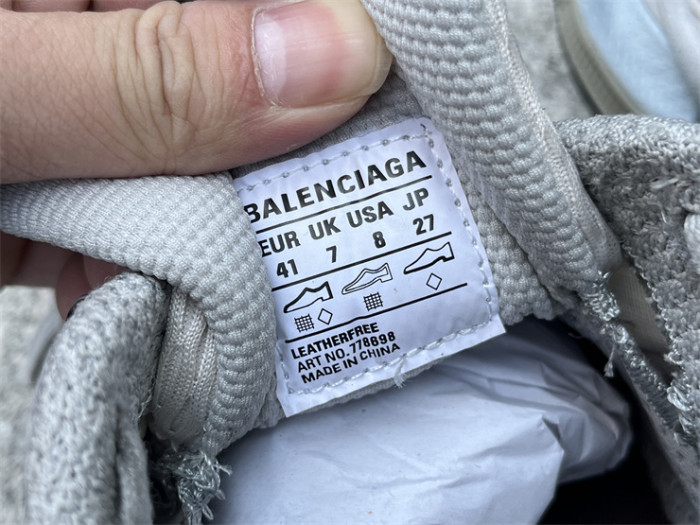 BALENCIAGA
EUR UK USA JP
41 7 8 27
LEATHERFREE
ART NO. 778698
MADE IN CHINA